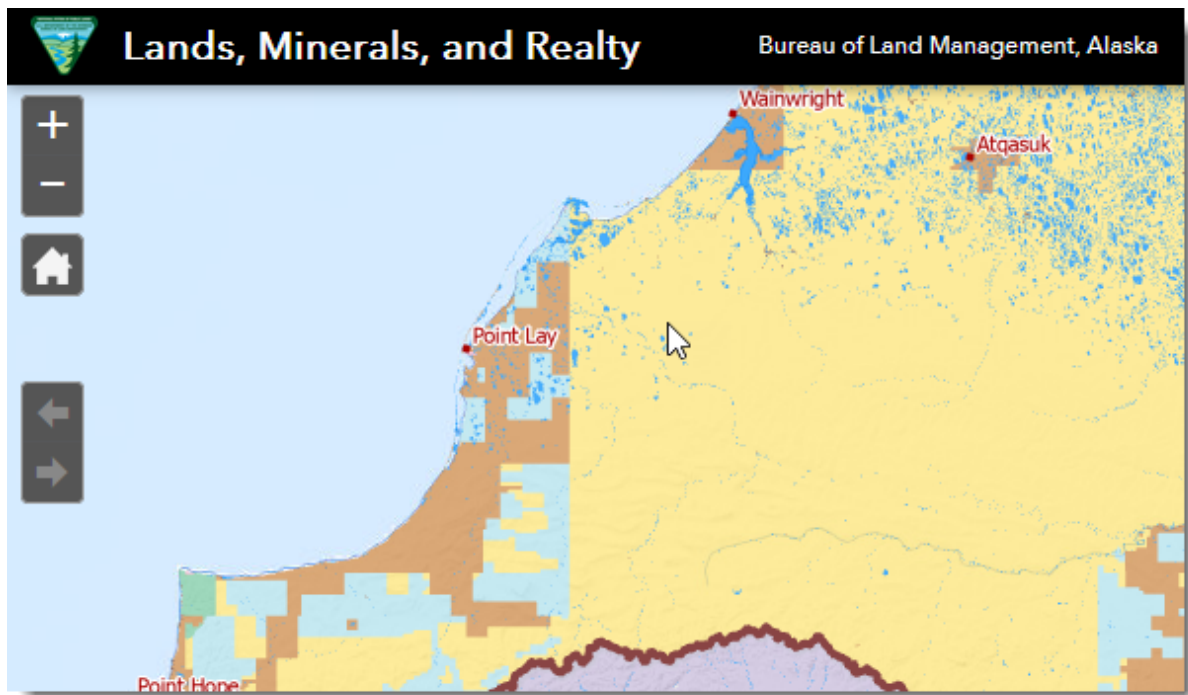 Lands, Minerals, and Realty
Bureau of Land Management, Alaska
+
−
Wainwright
Atqasuk
Point Lay
Point Hope